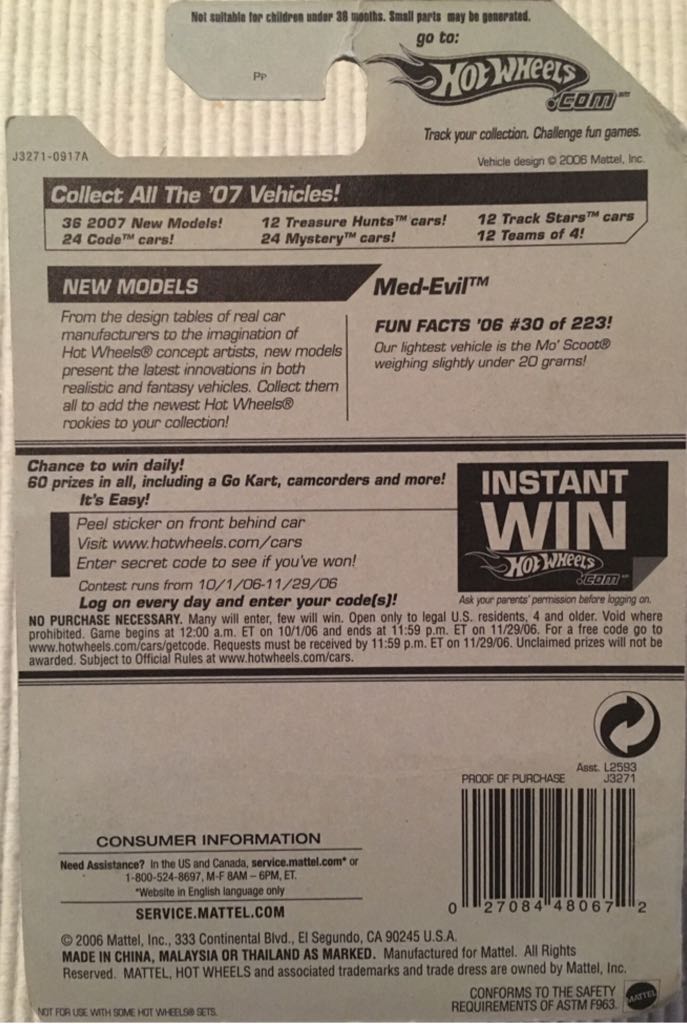 Not suitable for children under 36 months. Small parts may be generated.
go to:
HOT WHEELS
.COM™
PP
Track your collection. Challenge fun games.
J3271-0917A
Vehicle design © 2006 Mattel, Inc.
Collect All The '07 Vehicles!
36 2007 New Models! 12 Treasure Hunts™ cars! 12 Track Stars™ cars
24 Code™ cars! 24 Mystery™ cars! 12 Teams of 4!
NEW MODELS
From the design tables of real car
manufacturers to the imagination of
Hot Wheels® concept artists, new models
present the latest innovations in both
realistic and fantasy vehicles. Collect them
all to add the newest Hot Wheels®
rookies to your collection!
Med-Evil™
FUN FACTS '06 #30 of 223!
Our lightest vehicle is the Mo' Scoot®
weighing slightly under 20 grams!
Chance to win daily!
60 prizes in all, including a Go Kart, camcorders and more!
It's Easy!
Peel sticker on front behind car
Visit www.hotwheels.com/cars
Enter secret code to see if you've won!
Contest runs from 10/1/06-11/29/06
Log on every day and enter your code(s)!
INSTANT
WIN
HOT WHEELS
.COM™
Ask your parents' permission before logging on.
NO PURCHASE NECESSARY. Many will enter, few will win. Open only to legal U.S. residents, 4 and older. Void where
prohibited. Game begins at 12:00 a.m. ET on 10/1/06 and ends at 11:59 p.m. ET on 11/29/06. For a free code go to
www.hotwheels.com/cars/getcode. Requests must be received by 11:59 p.m. ET on 11/29/06. Unclaimed prizes will not be
awarded. Subject to Official Rules at www.hotwheels.com/cars.
Asst. L2593
PROOF OF PURCHASE J3271
0 27084 48067 2
CONSUMER INFORMATION
Need Assistance? In the US and Canada, service.mattel.com* or
1-800-524-8697, M-F 8AM – 6PM, ET.
*Website in English language only
SERVICE.MATTEL.COM
© 2006 Mattel, Inc., 333 Continental Blvd., El Segundo, CA 90245 U.S.A.
MADE IN CHINA, MALAYSIA OR THAILAND AS MARKED. Manufactured for Mattel. All Rights
Reserved. MATTEL, HOT WHEELS and associated trademarks and trade dress are owned by Mattel, Inc.
CONFORMS TO THE SAFETY
REQUIREMENTS OF ASTM F963.
MATTEL
NOT FOR USE WITH SOME HOT WHEELS® SETS.